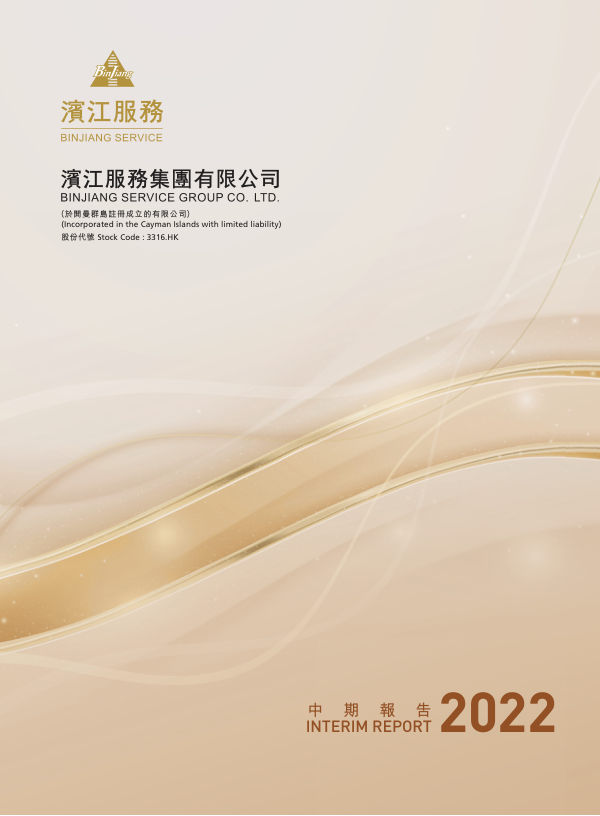 BinJiang
濱江服務
BINJIANG SERVICE
濱江服務集團有限公司
BINJIANG SERVICE GROUP CO. LTD.
(於開曼群島註冊成立的有限公司)
(Incorporated in the Cayman Islands with limited liability)
股份代號 Stock Code : 3316.HK
中期報告
INTERIM REPORT 2022